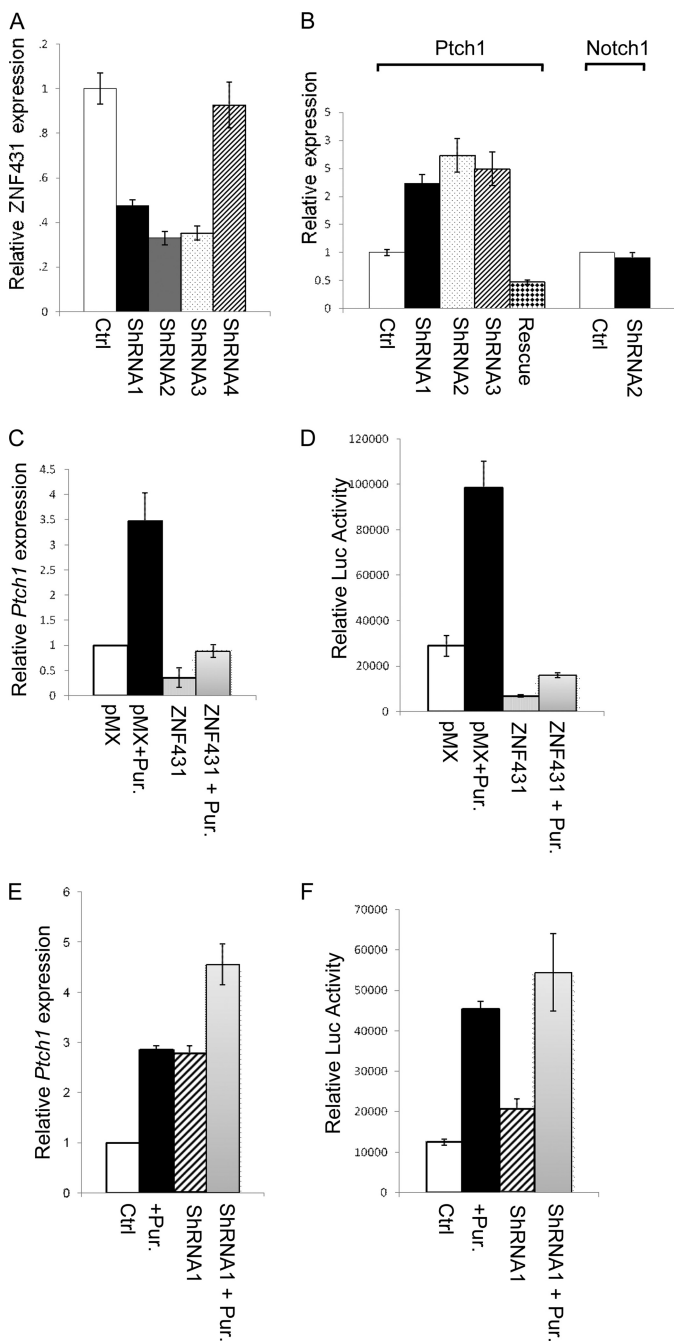 A
Relative ZNF431 expression
.2
1
.8
.6
.4
.2
0
Ctrl
ShRNA1
ShRNA2
ShRNA3
ShRNA4
B
Ptch1
Notch1
Relative expression
5
3
5
2
5
1
0.5
0
Ctrl
ShRNA1
ShRNA2
ShRNA3
Rescue
Ctrl
ShRNA2
C
Relative Ptch1 expression
4.5
4
3.5
3
2.5
2
1.5
1
0.5
0
pMX
pMX+Pur.
ZNF431
ZNF431 + Pur.
D
Relative Luc Activity
120000
100000
80000
60000
40000
20000
0
pMX
pMX+Pur.
ZNF431
ZNF431 + Pur.
E
Relative Ptch1 expression
6
5
4
3
2
1
0
Ctrl
+Pur.
ShRNA1
ShRNA1 + Pur.
F
Relative Luc Activity
70000
60000
50000
40000
30000
20000
10000
0
Ctrl
+Pur.
ShRNA1
ShRNA1 + Pur.